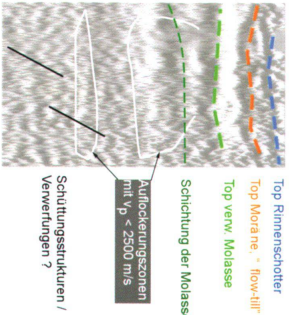 Top Rinnenschotter
Top Moräne, " flow-till"
Top verw. Molasse
Schichtung der Molasse
Auflockerungszonen
mit vp < 2500 m/s
Schüttungsstrukturen /
Verwerfungen ?